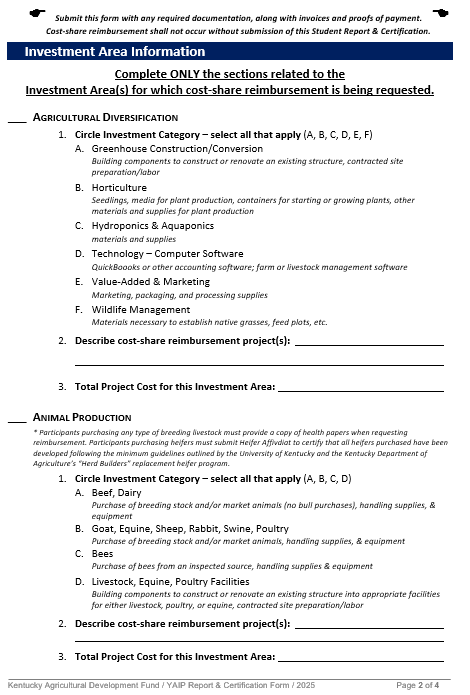 Submit this form with any required documentation, along with invoices and proofs of payment.
Cost-share reimbursement shall not occur without submission of this Student Report & Certification.
Investment Area Information
Complete ONLY the sections related to the
Investment Area(s) for which cost-share reimbursement is being requested.
___ AGRICULTURAL DIVERSIFICATION
1. Circle Investment Category – select all that apply (A, B, C, D, E, F)
A. Greenhouse Construction/Conversion
Building components to construct or renovate an existing structure, contracted site
preparation/labor
B. Horticulture
Seedlings, media for plant production, containers for starting or growing plants, other
materials and supplies for plant production
C. Hydroponics & Aquaponics
materials and supplies
D. Technology – Computer Software
QuickBoooks or other accounting software; farm or livestock management software
E. Value-Added & Marketing
Marketing, packaging, and processing supplies
F. Wildlife Management
Materials necessary to establish native grasses, feed plots, etc.
2. Describe cost-share reimbursement project(s):
3. Total Project Cost for this Investment Area:
___ ANIMAL PRODUCTION
* Participants purchasing any type of breeding livestock must provide a copy of health papers when requesting
reimbursement. Participants purchasing heifers must submit Heifer Affivdiat to certify that all heifers purchased have been
developed following the minimum guidelines outlined by the University of Kentucky and the Kentucky Department of
Agriculture's "Herd Builders" replacement heifer program.
1. Circle Investment Category – select all that apply (A, B, C, D)
A. Beef, Dairy
Purchase of breeding stock and/or market animals (no bull purchases), handling supplies, &
equipment
B. Goat, Equine, Sheep, Rabbit, Swine, Poultry
Purchase of breeding stock and/or market animals, handling supplies, & equipment
C. Bees
Purchase of bees from an inspected source, handling supplies & equipment
D. Livestock, Equine, Poultry Facilities
Building components to construct or renovate an existing structure into appropriate facilities
for either livestock, poultry, or equine, contracted site preparation/labor
2. Describe cost-share reimbursement project(s):
3. Total Project Cost for this Investment Area:
Kentucky Agricultural Development Fund / YAIP Report & Certification Form / 2025 Page 2 of 4